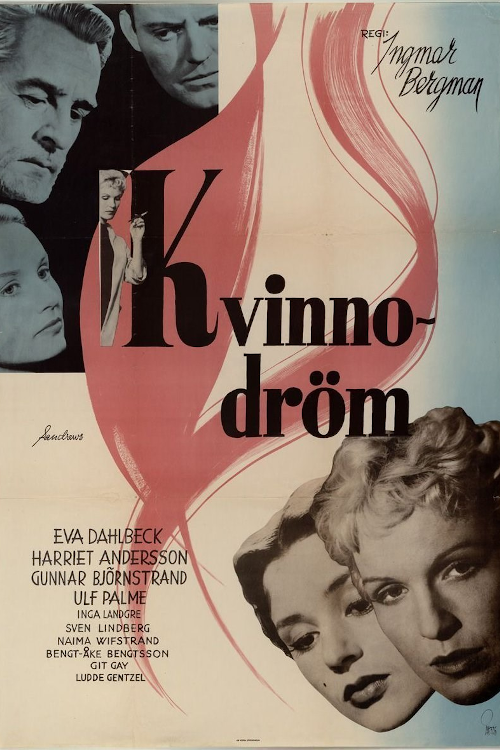 REGI:
Ingmar
Bergman
Kvinno-
dröm
Sandrews
EVA DAHLBECK
HARRIET ANDERSSON
GUNNAR BJÖRNSTRAND
ULF PALME
INGA LANDGRE
SVEN LINDBERG
NAIMA WIFSTRAND
BENGT-ÅKE BENGTSSON
GIT GAY
LUDDE GENTZEL